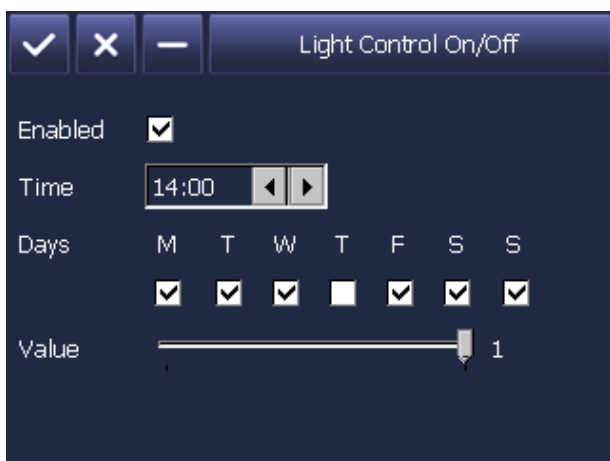 Light Control On/Off
Enabled
Time 14:00
Days M T W T F S S
Value 1